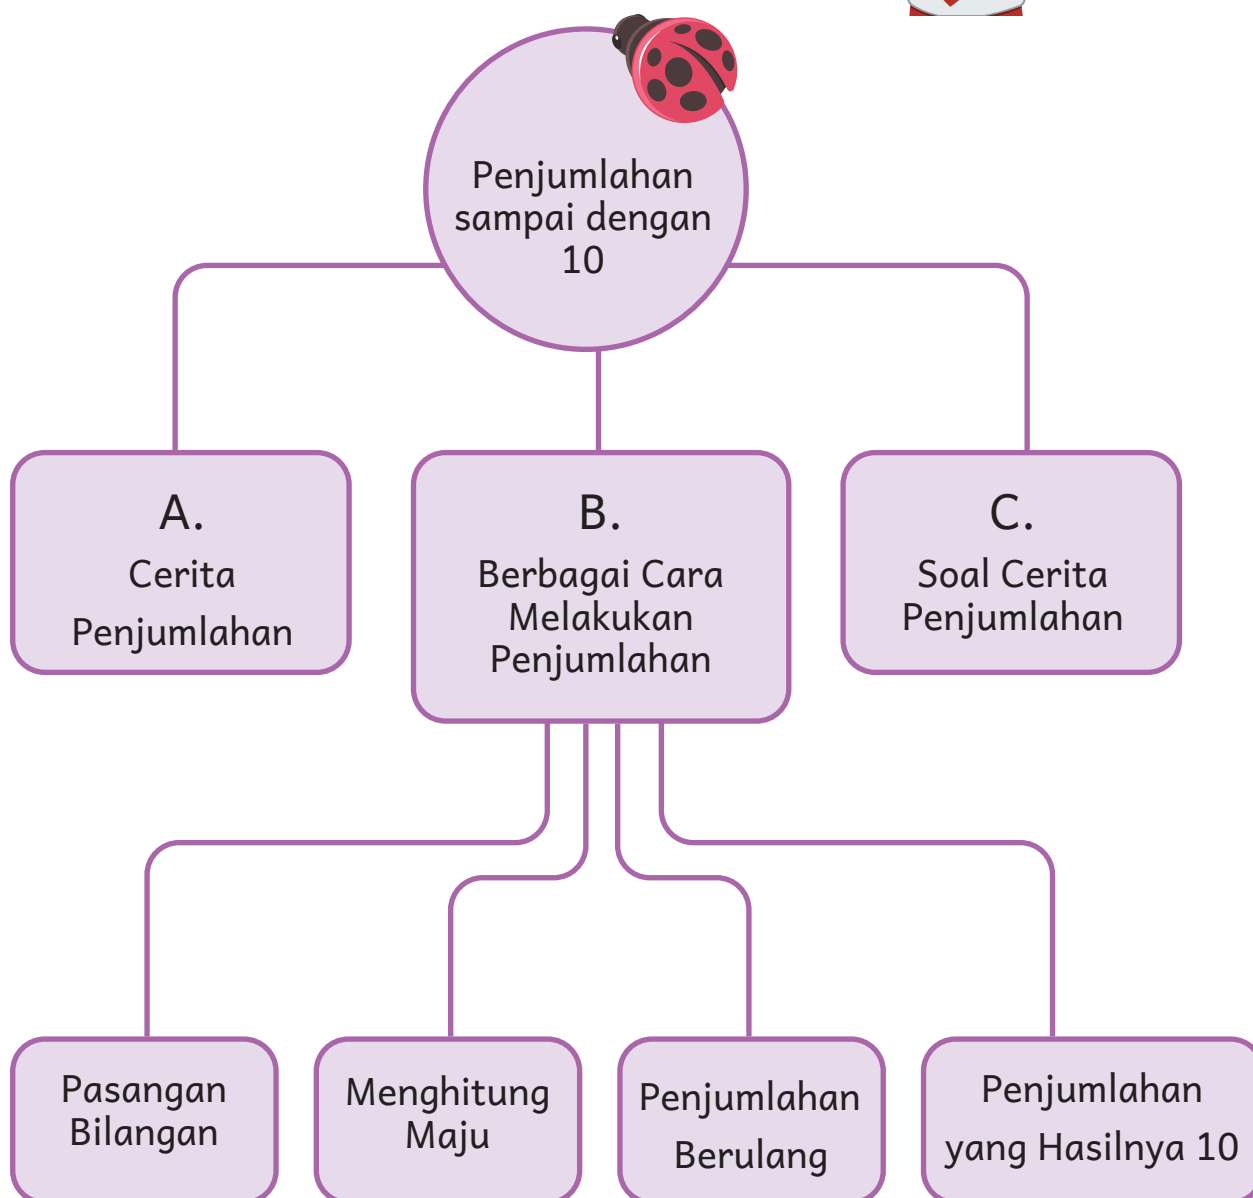 Penjumlahan
sampai dengan
10
A.
Cerita
Penjumlahan
B.
Berbagai Cara
Melakukan
Penjumlahan
C.
Soal Cerita
Penjumlahan
Pasangan
Bilangan
Menghitung
Maju
Penjumlahan
Berulang
Penjumlahan
yang Hasilnya 10